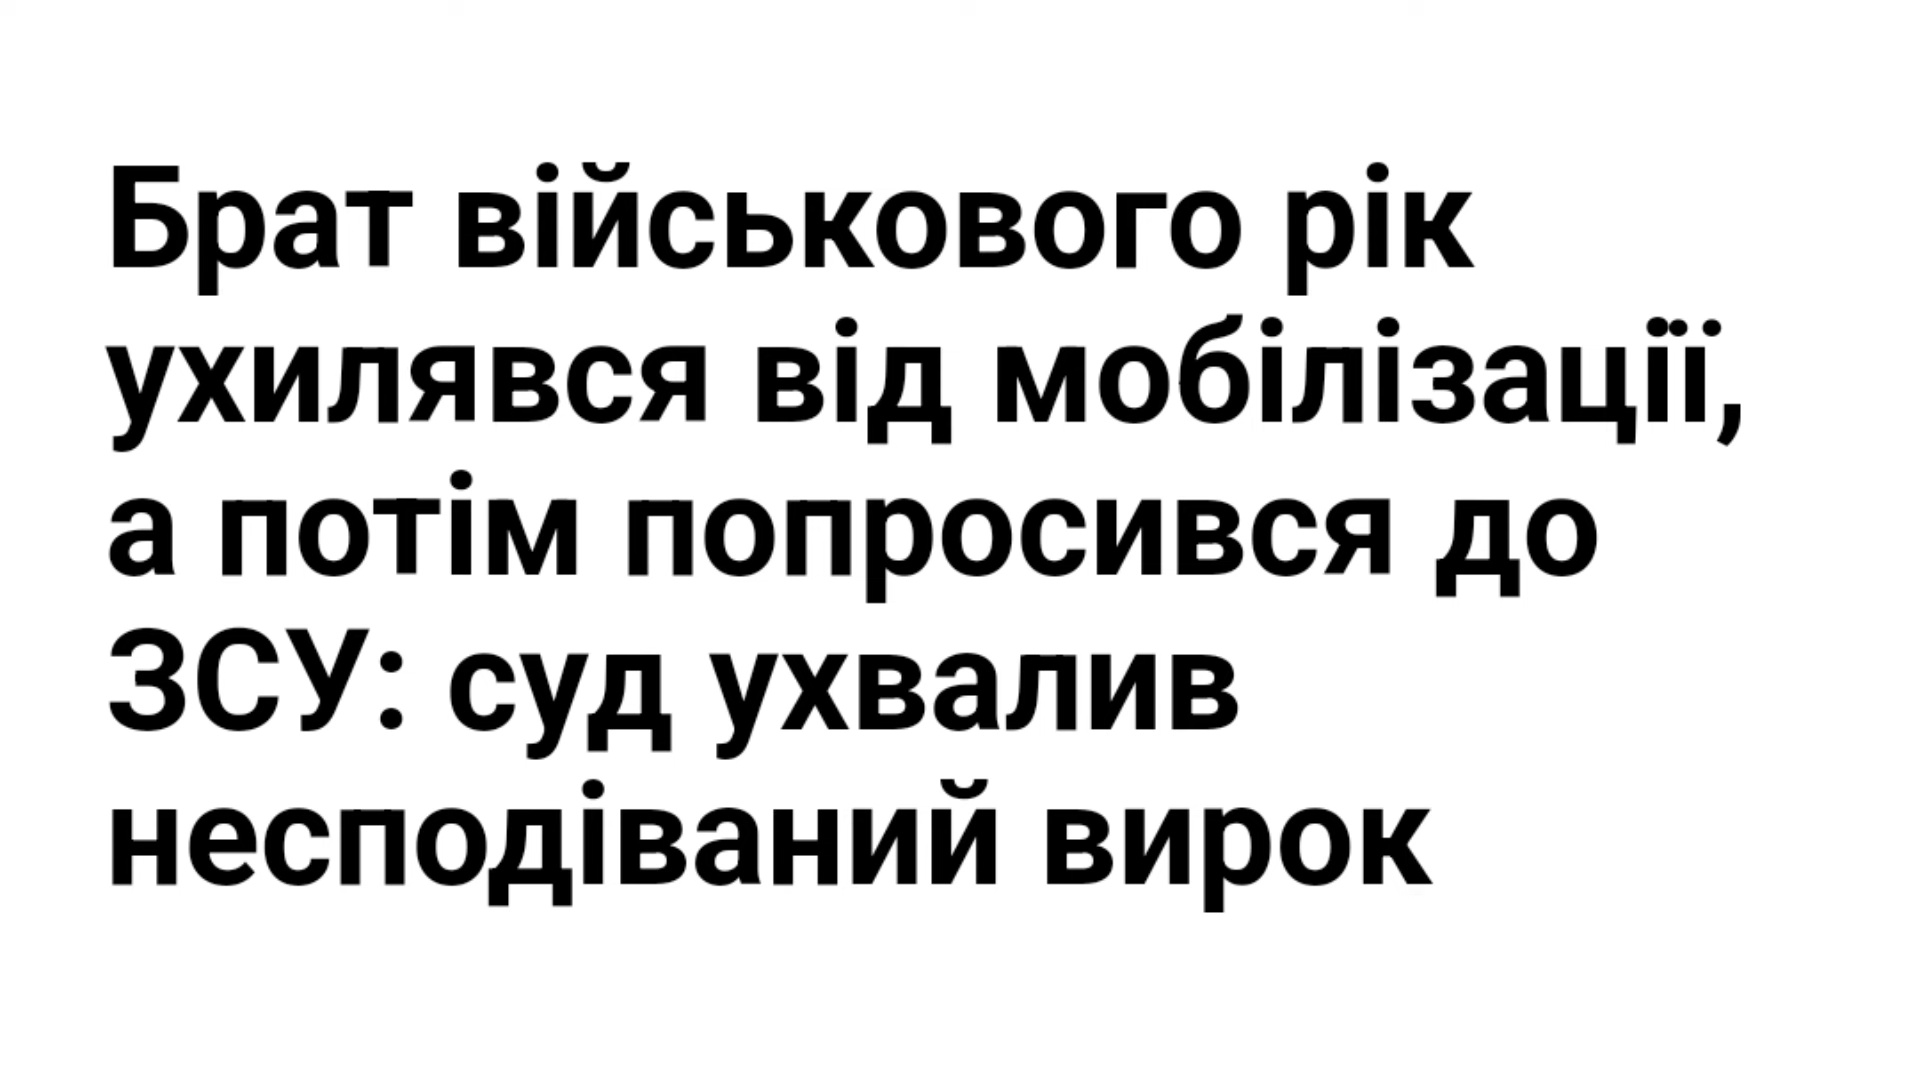 Брат військового рік
ухилявся від мобілізації,
а потім попросився до
ЗСУ: суд ухвалив
несподіваний вирок